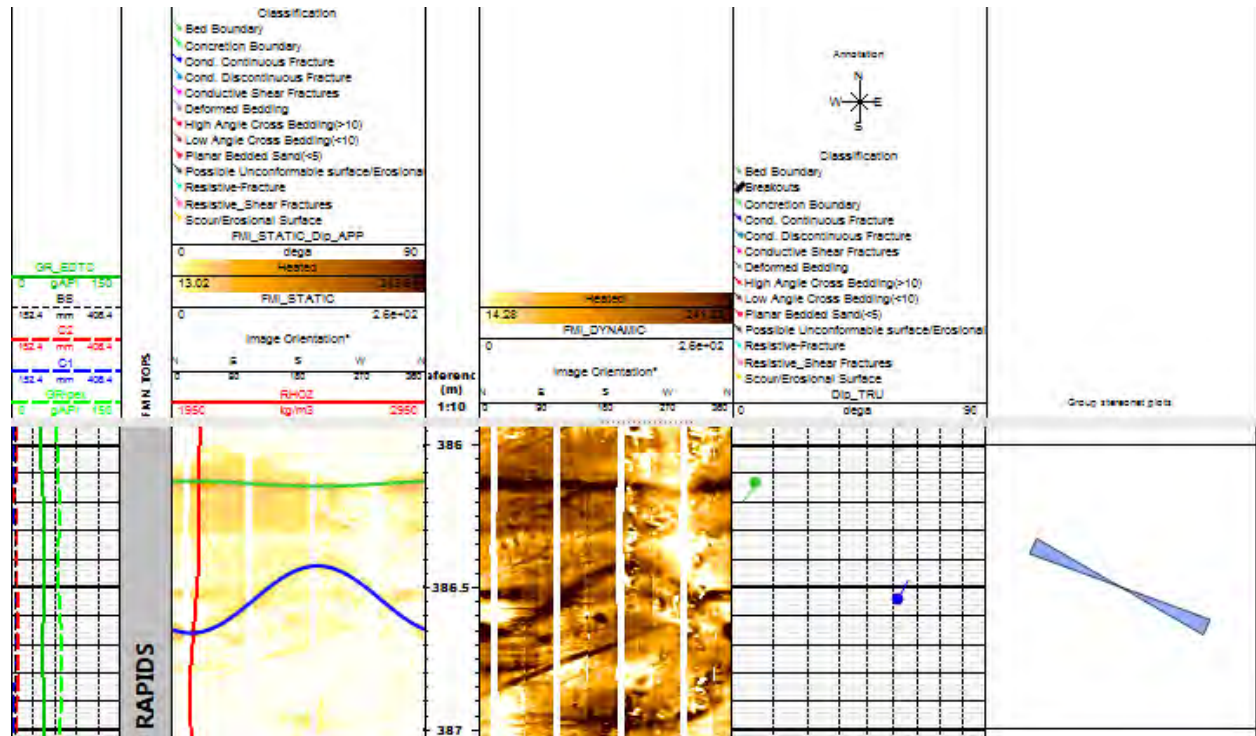 Classification
Bed Boundary
Concretion Boundary
Cond. Continuous Fracture
Cond. Discontinuous Fracture
Conductive Shear Fractures
Deformed Bedding
High Angle Cross Bedding(>10)
Low Angle Cross Bedding(<10)
Planar Bedded Sand(<5)
Possible Unconformable surface/Erosional
Resistive-Fracture
Resistive_Shear Fractures
Scour/Erosional Surface
FMI_STATIC_Dip_APP
0 dega 90
Heated
13.02
FMI_STATIC
0 2.6e+02
Image Orientation*
N E S W N
0 90 180 270 360
RHOZ
1950 kg/m3 2950
GR_EDTC
0 gAPI 150
BS
152.4 mm 406.4
C2
152.4 mm 406.4
C1
152.4 mm 406.4
0 gAPI 150
FMN_TOPS
(m)
1:10
Heated
14.28
FMI_DYNAMIC
0 2.6e+02
Image Orientation*
N E S W N
0 90 180 270 360
Annotation
N
W E
S
Classification
Bed Boundary
Breakouts
Concretion Boundary
Cond. Continuous Fracture
Cond. Discontinuous Fracture
Conductive Shear Fractures
Deformed Bedding
High Angle Cross Bedding(>10)
Low Angle Cross Bedding(<10)
Planar Bedded Sand(<5)
Possible Unconformable surface/Erosional
Resistive-Fracture
Resistive_Shear Fractures
Scour/Erosional Surface
Dip_TRU
0 dega 90
Group stereonet plots
RAPIDS
386
386.5
387